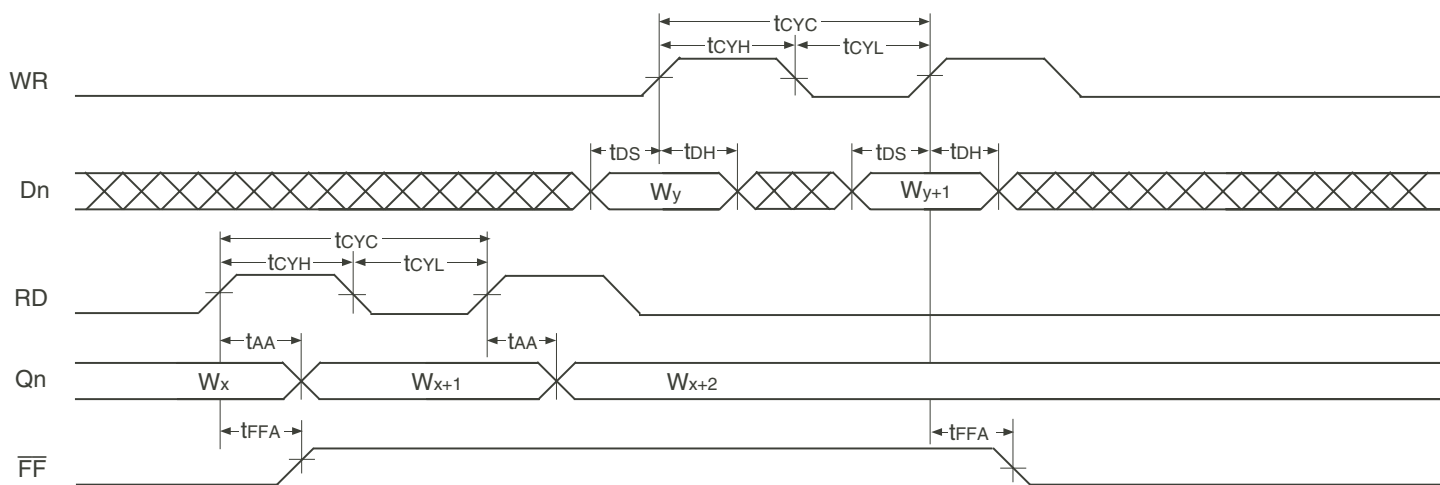 tCYC
tCYH tCYL
WR
tDS tDH tDS tDH
Dn Wy Wy+1
tCYC
tCYH tCYL
RD
tAA tAA
Qn Wx Wx+1 Wx+2
tFFA tFFA
F̅F̅